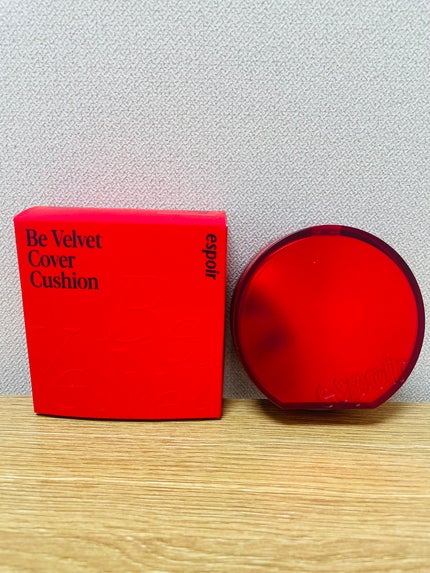 Be Velvet
Cover
Cushion
espoir
espoir